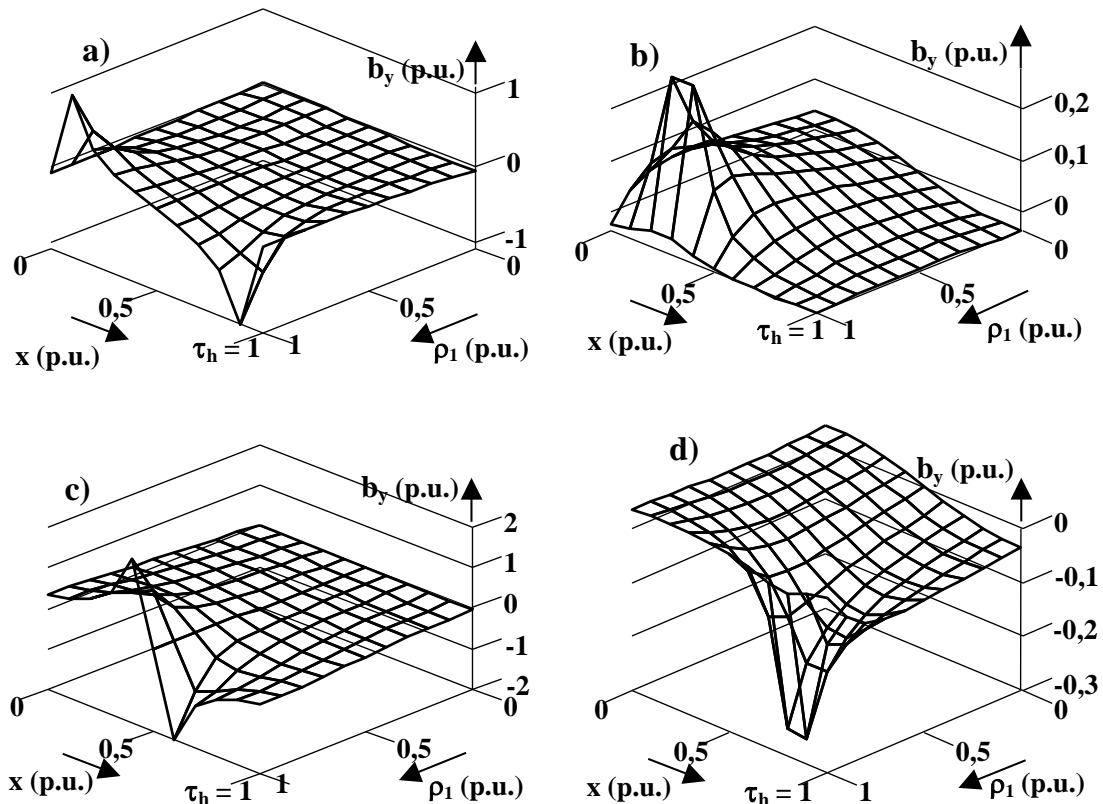 a)
b_y (p.u.)
1
0
-1
0
0,5
1
0
0,5
τ_h = 1
x (p.u.)
ρ_1 (p.u.)
b)
b_y (p.u.)
0,2
0,1
0
0
0,5
1
0
0,5
τ_h = 1
x (p.u.)
ρ_1 (p.u.)
c)
b_y (p.u.)
2
1
0
-1
-2
0
0,5
1
0
0,5
τ_h = 1
x (p.u.)
ρ_1 (p.u.)
d)
b_y (p.u.)
0
-0,1
-0,2
-0,3
0
0,5
1
0
0,5
τ_h = 1
x (p.u.)
ρ_1 (p.u.)